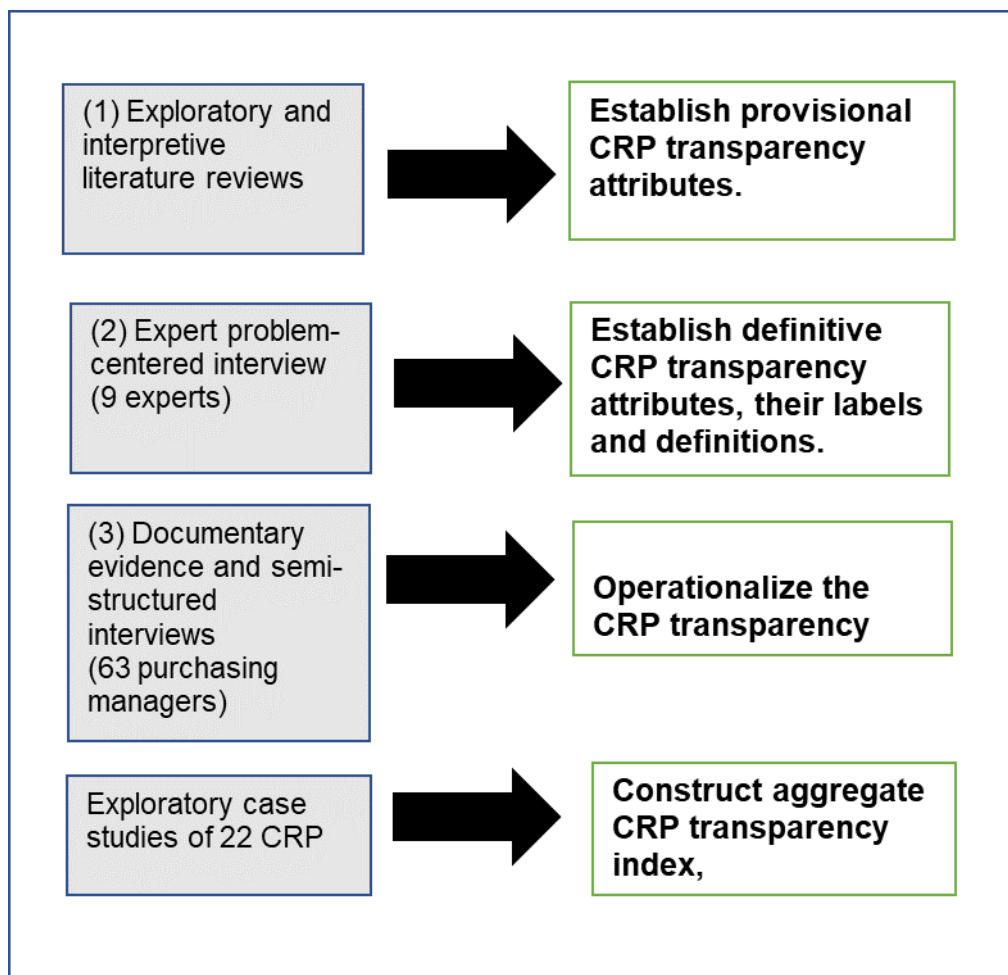 (1) Exploratory and
interpretive
literature reviews
Establish provisional
CRP transparency
attributes.
(2) Expert problem-
centered interview
(9 experts)
Establish definitive
CRP transparency
attributes, their labels
and definitions.
(3) Documentary
evidence and semi-
structured
interviews
(63 purchasing
managers)
Operationalize the
CRP transparency
Exploratory case
studies of 22 CRP
Construct aggregate
CRP transparency
index,